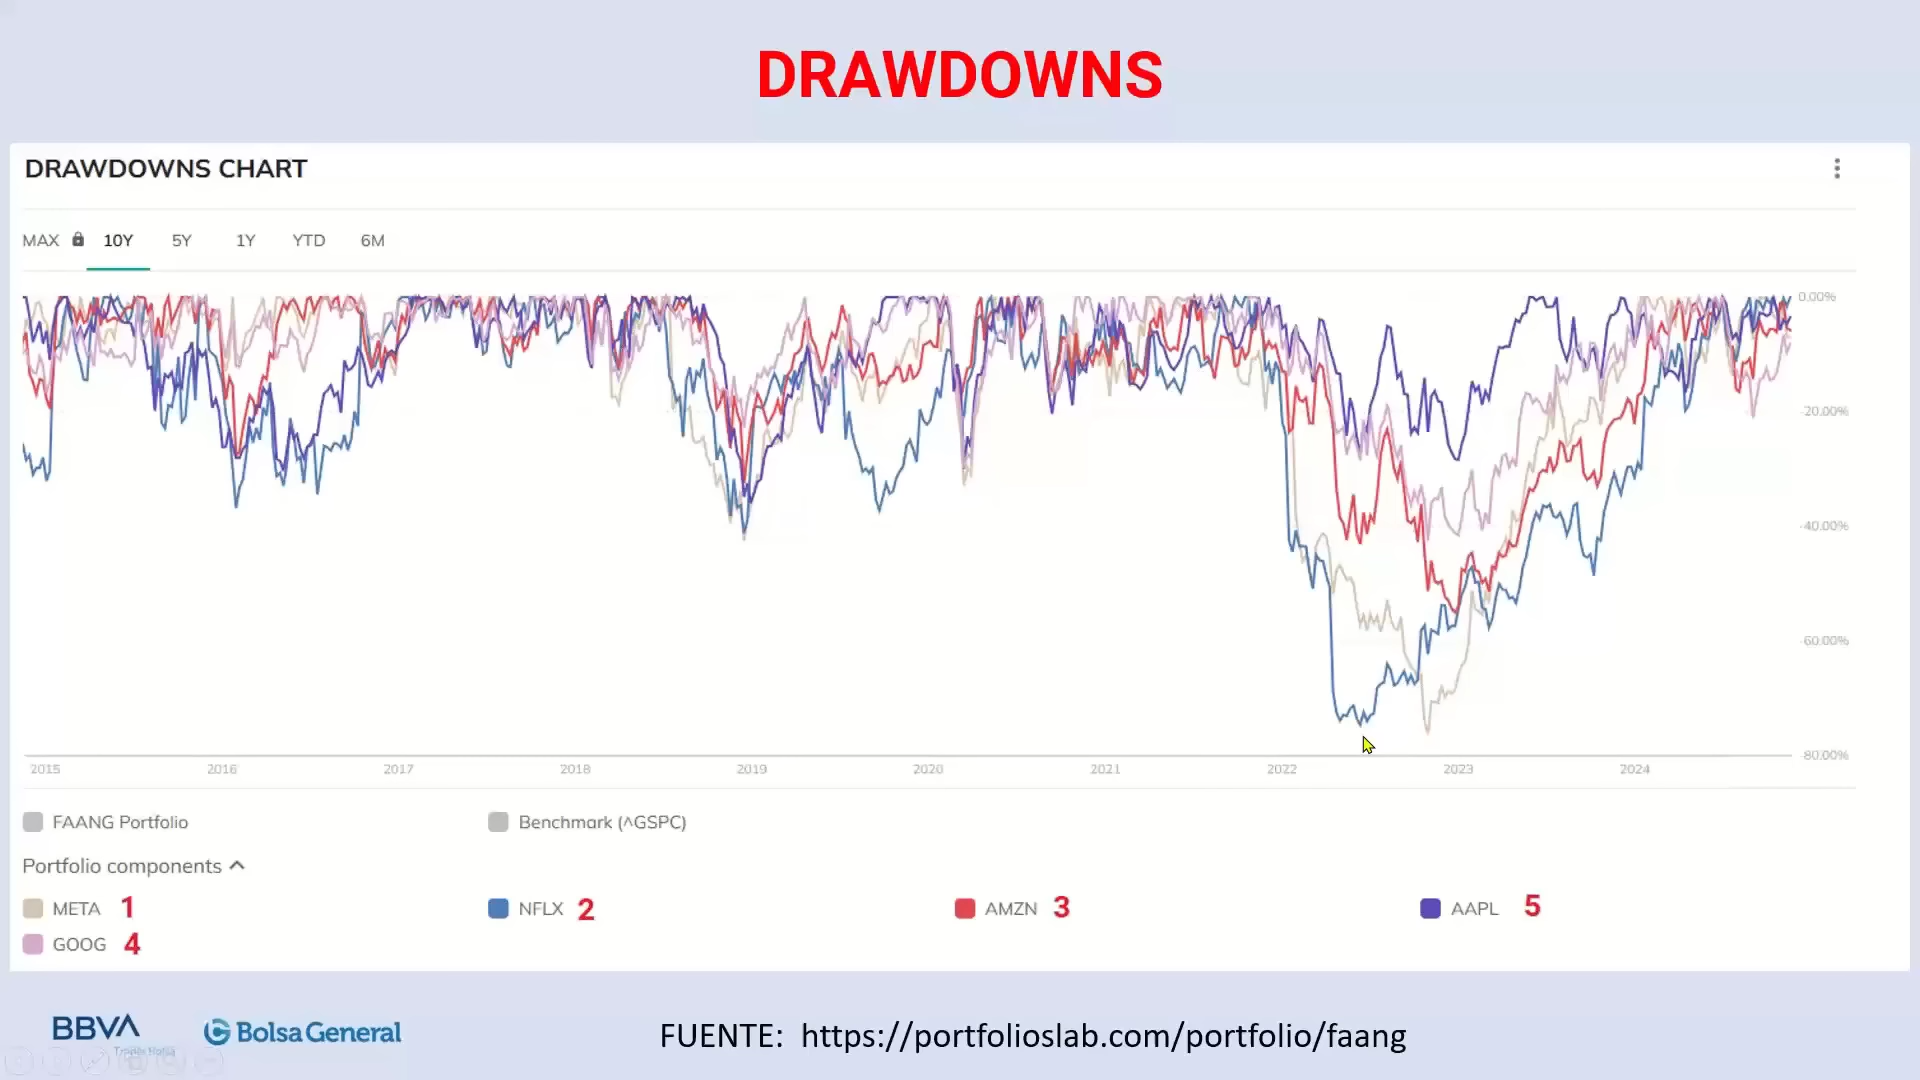 DRAWDOWNS
DRAWDOWNS CHART
MAX 10Y 5Y 1Y YTD 6M
0.00%
-20.00%
-40.00%
-60.00%
-80.00%
2015 2016 2017 2018 2019 2020 2021 2022 2023 2024
FAANG Portfolio Benchmark (^GSPC)
Portfolio components
META 1 NFLX 2 AMZN 3 AAPL 5
GOOG 4
BBVA
Bolsa General
FUENTE: https://portfolioslab.com/portfolio/faang